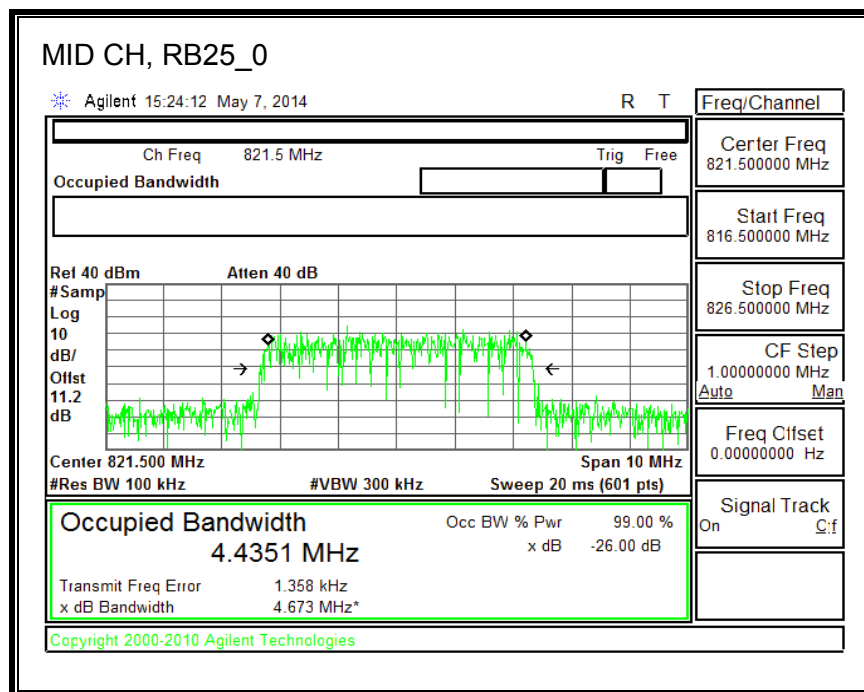 MID CH, RB25_0
Agilent 15:24:12 May 7, 2014 R T
Freq/Channel
Ch Freq 821.5 MHz Trig Free
Occupied Bandwidth
Center Freq
821.500000 MHz
Start Freq
816.500000 MHz
Stop Freq
826.500000 MHz
CF Step
1.00000000 MHz
Auto Man
Freq Offset
0.00000000 Hz
Signal Track
On Off
Ref 40 dBm Atten 40 dB
#Samp
Log
10
dB/
Offst
11.2
dB
Center 821.500 MHz Span 10 MHz
#Res BW 100 kHz #VBW 300 kHz Sweep 20 ms (601 pts)
Occupied Bandwidth Occ BW % Pwr 99.00 %
4.4351 MHz x dB -26.00 dB
Transmit Freq Error 1.358 kHz
x dB Bandwidth 4.673 MHz*
Copyright 2000-2010 Agilent Technologies